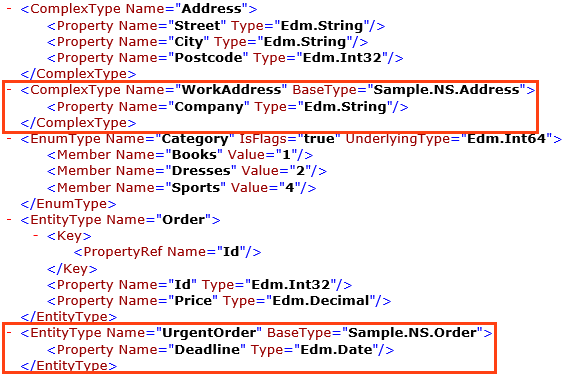 - <ComplexType Name="Address">
<Property Name="Street" Type="Edm.String"/>
<Property Name="City" Type="Edm.String"/>
<Property Name="Postcode" Type="Edm.Int32"/>
</ComplexType>
- <ComplexType Name="WorkAddress" BaseType="Sample.NS.Address">
<Property Name="Company" Type="Edm.String"/>
</ComplexType>
- <EnumType Name="Category" IsFlags="true" UnderlyingType="Edm.Int64">
<Member Name="Books" Value="1"/>
<Member Name="Dresses" Value="2"/>
<Member Name="Sports" Value="4"/>
</EnumType>
- <EntityType Name="Order">
- <Key>
<PropertyRef Name="Id"/>
</Key>
<Property Name="Id" Type="Edm.Int32"/>
<Property Name="Price" Type="Edm.Decimal"/>
</EntityType>
- <EntityType Name="UrgentOrder" BaseType="Sample.NS.Order">
<Property Name="Deadline" Type="Edm.Date"/>
</EntityType>